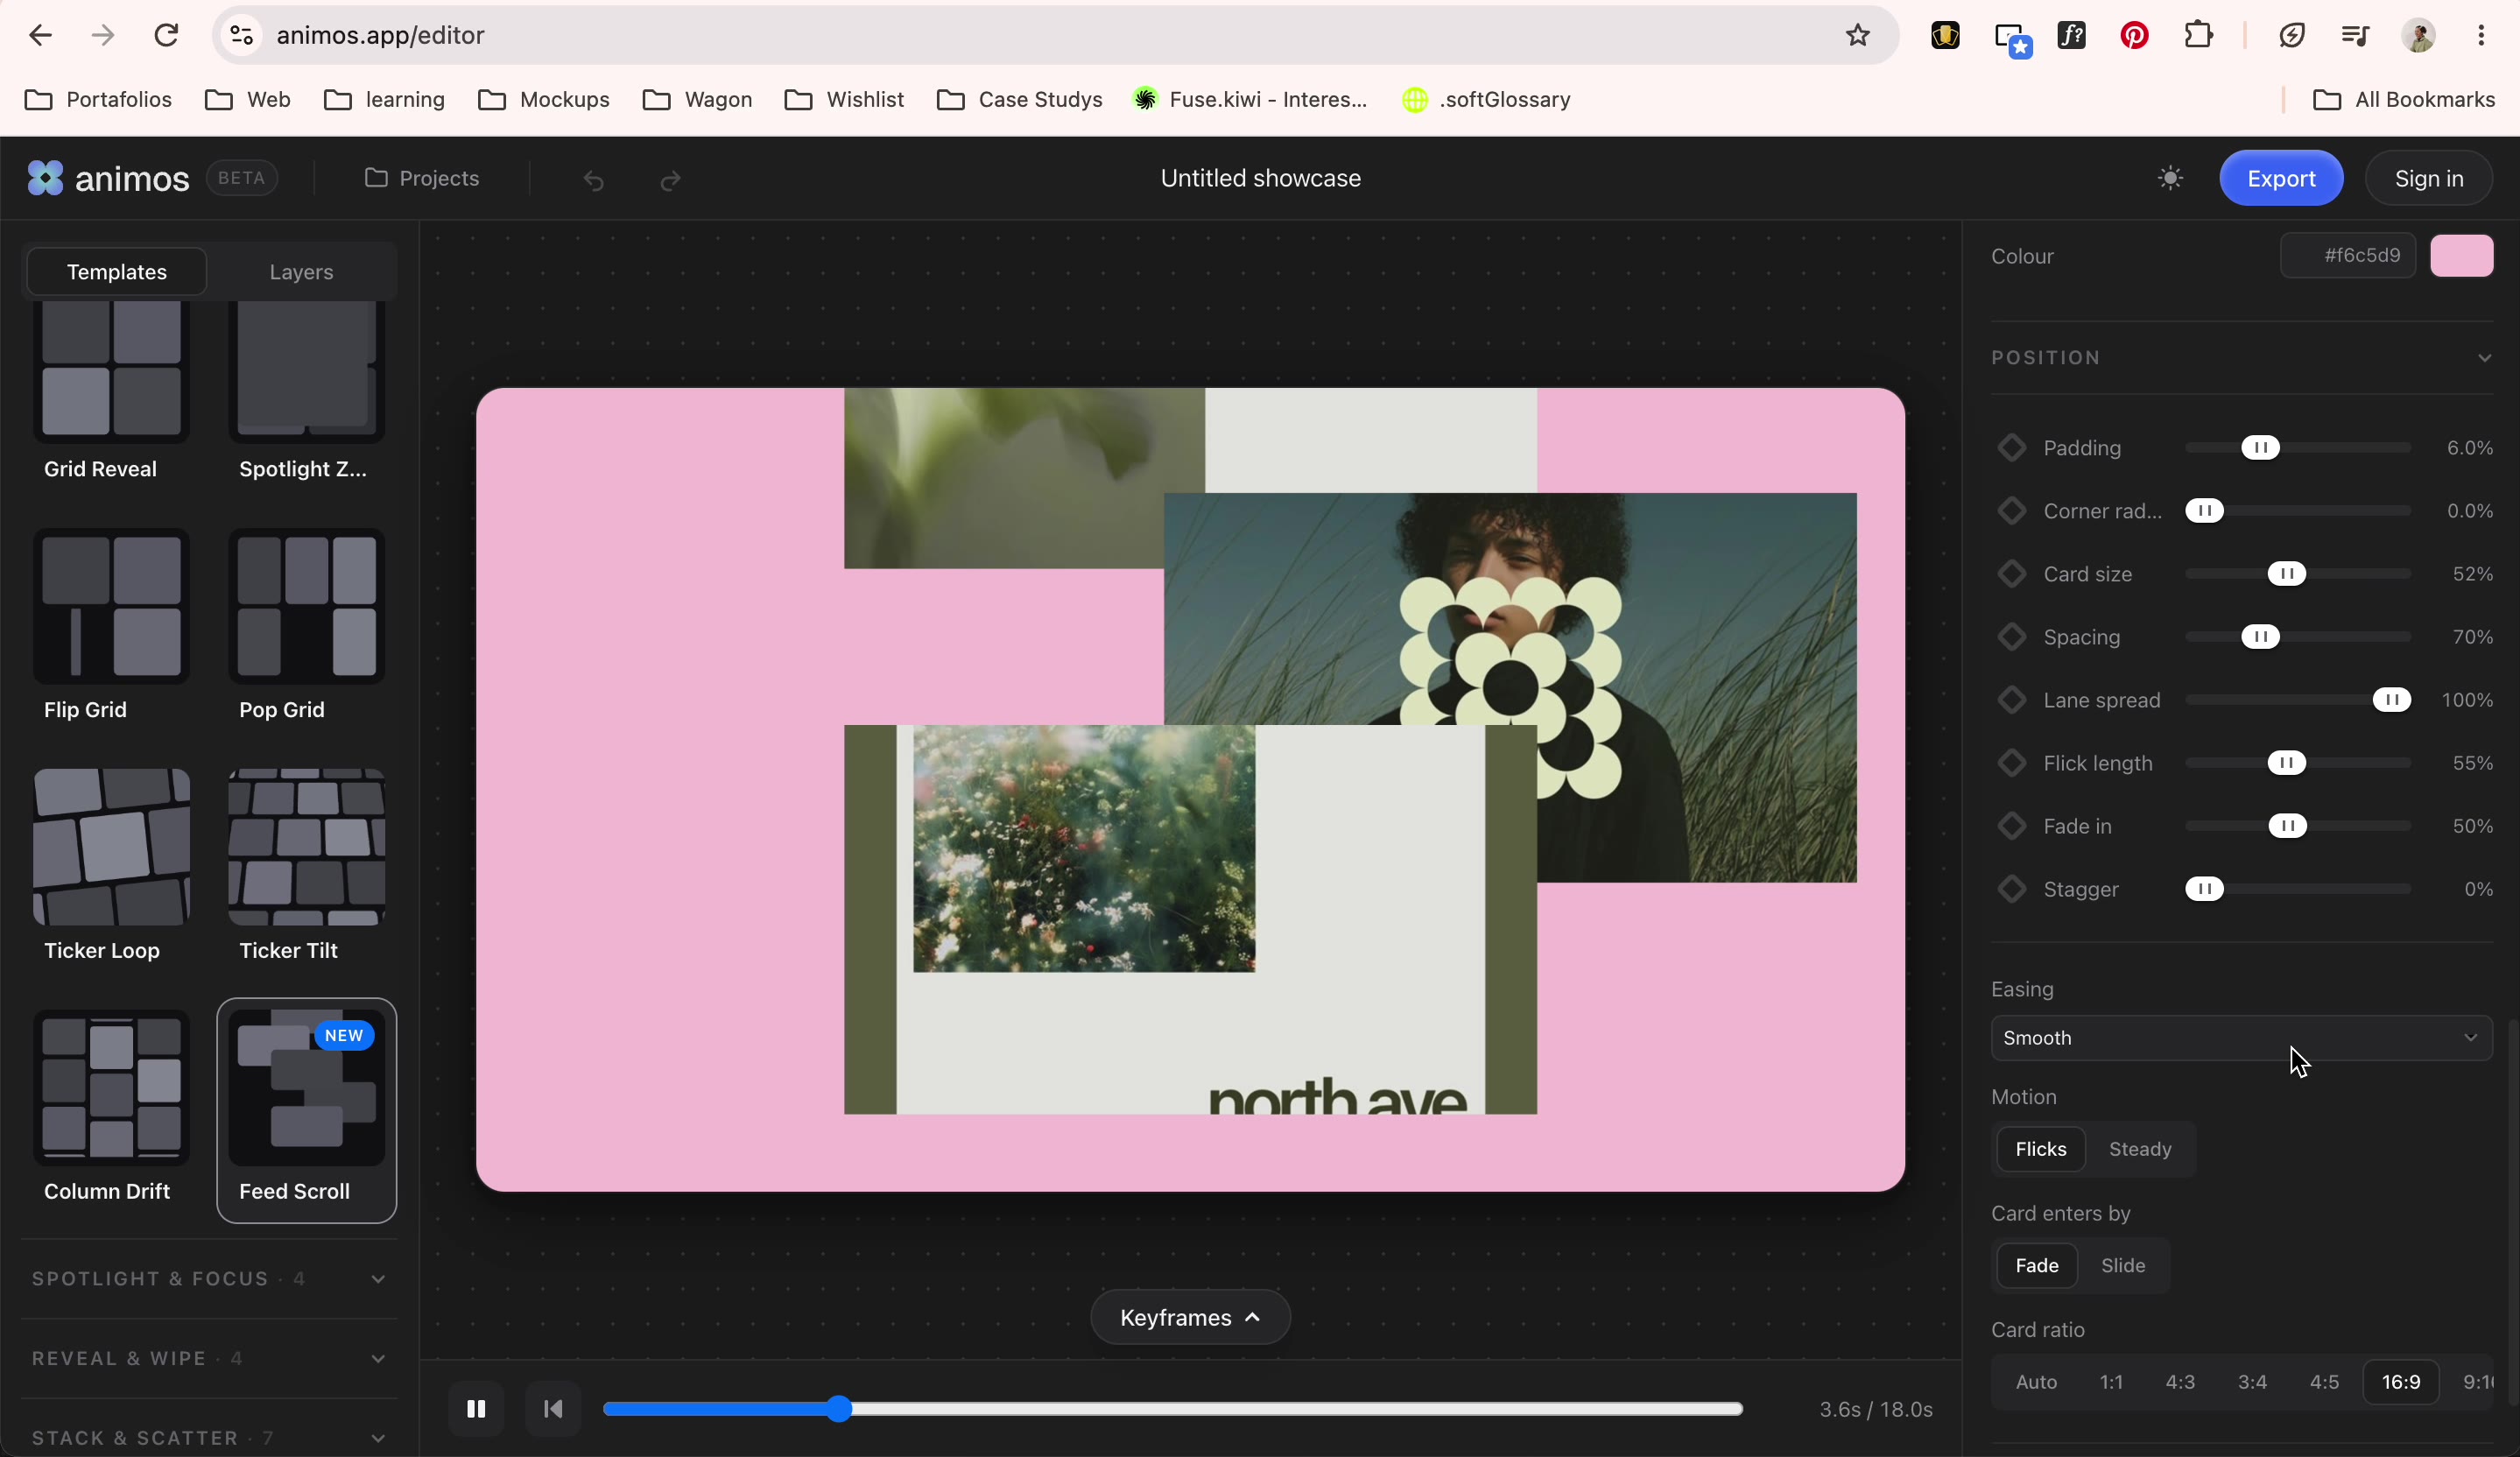 animos.app/editor
f?
Portafolios
Web
learning
Mockups
Wagon
Wishlist
Case Studys
Fuse.kiwi - Interes...
.softGlossary
All Bookmarks
animos
BETA
Projects
Untitled showcase
Export
Sign in
Templates
Layers
Grid Reveal
Spotlight Z...
Flip Grid
Pop Grid
Ticker Loop
Ticker Tilt
NEW
Column Drift
Feed Scroll
SPOTLIGHT & FOCUS · 4
REVEAL & WIPE · 4
STACK & SCATTER · 7
north ave
Keyframes
3.6s / 18.0s
Colour
#f6c5d9
POSITION
Padding
6.0%
Corner rad...
0.0%
Card size
52%
Spacing
70%
Lane spread
100%
Flick length
55%
Fade in
50%
Stagger
0%
Easing
Smooth
Motion
Flicks
Steady
Card enters by
Fade
Slide
Card ratio
Auto
1:1
4:3
3:4
4:5
16:9